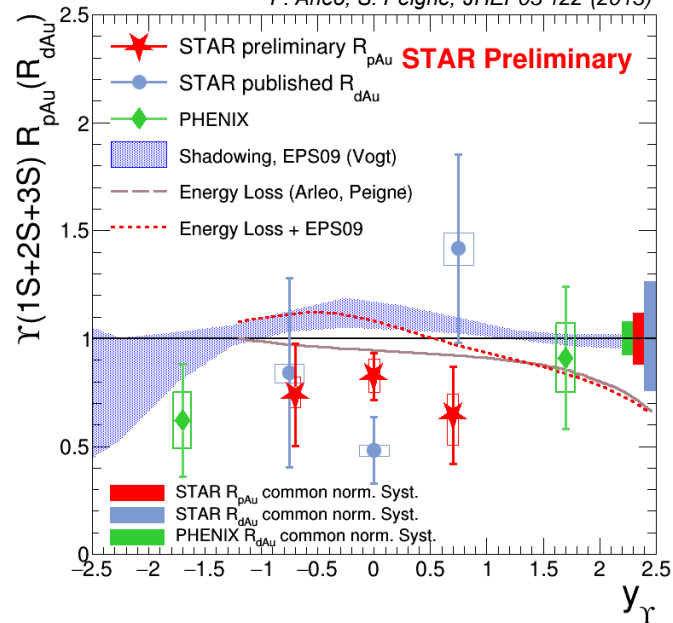 F. Arleo, S. Peigné, JHEP03 122 (2013)
STAR preliminary R_pAu
STAR Preliminary
STAR published R_dAu
PHENIX
Shadowing, EPS09 (Vogt)
Energy Loss (Arleo, Peigne)
Energy Loss + EPS09
ϒ(1S+2S+3S) R_pAu(R_dAu)
2.5
2
1.5
1
0.5
0
STAR R_pAu common norm. Syst.
STAR R_dAu common norm. Syst.
PHENIX R_dAu common norm. Syst.
−2.5 −2 −1.5 −1 −0.5 0 0.5 1 1.5 2 2.5
y_ϒ